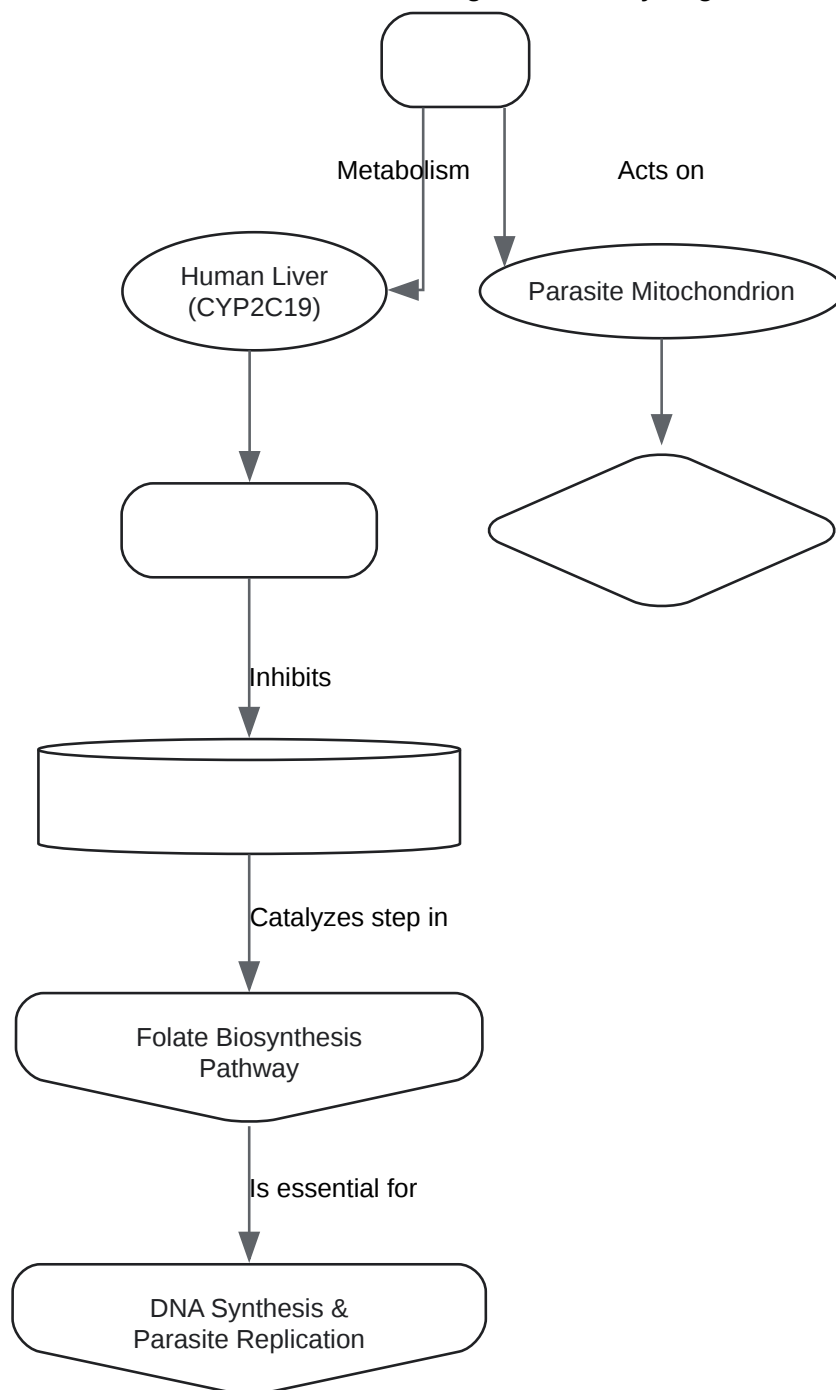 Metabolism
Acts on
Human Liver
(CYP2C19)
Parasite Mitochondrion
Inhibits
Catalyzes step in
Folate Biosynthesis
Pathway
Is essential for
DNA Synthesis &
Parasite Replication